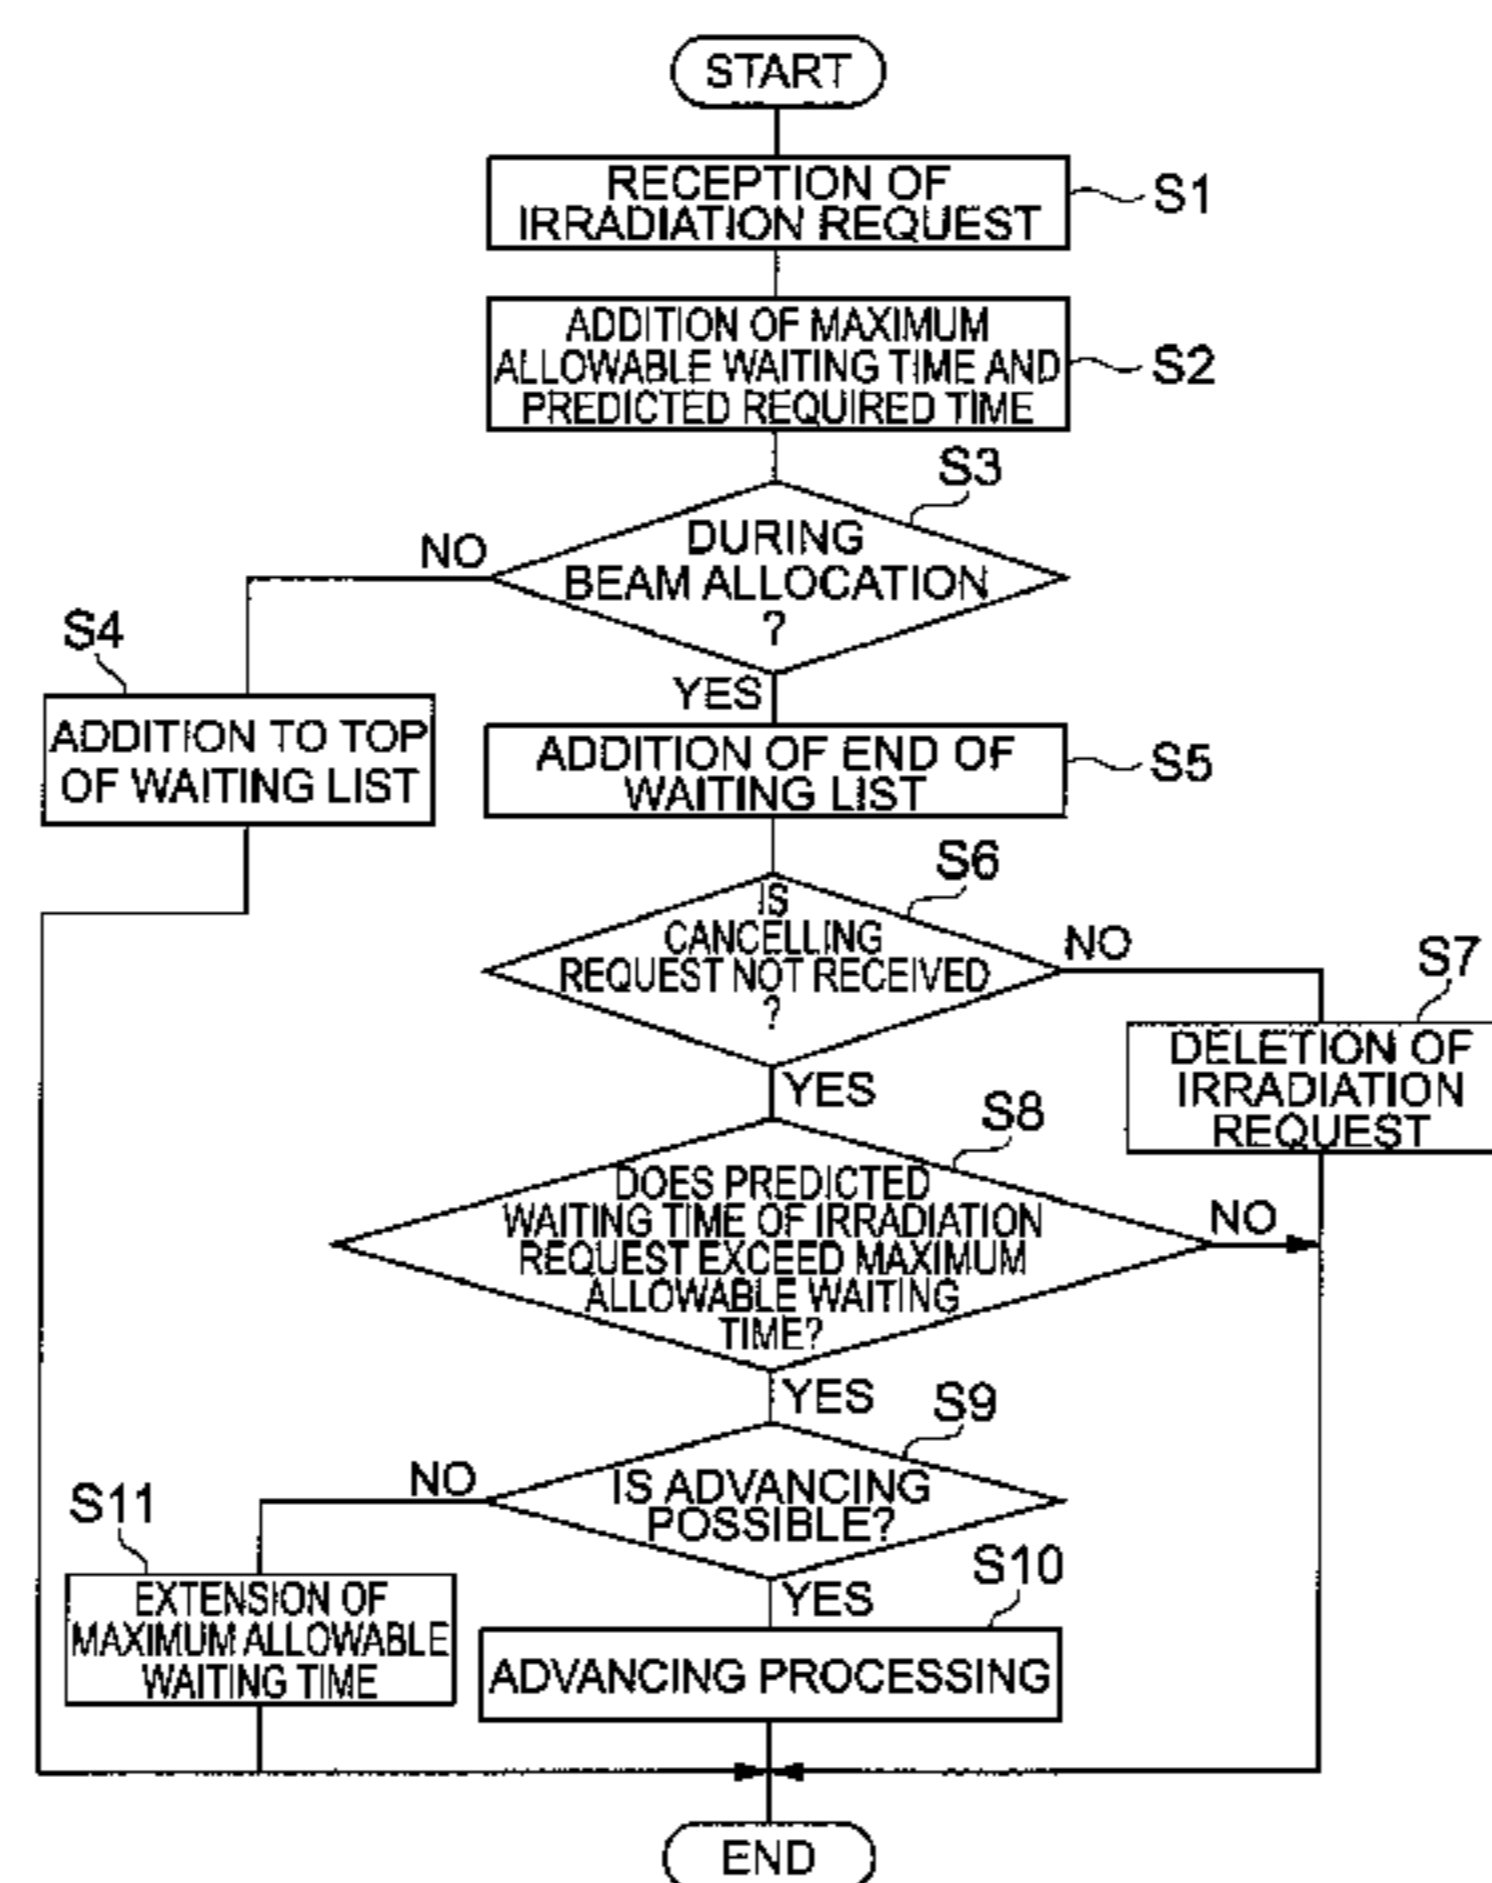 START
RECEPTION OF
IRRADIATION REQUEST
S1
ADDITION OF MAXIMUM
ALLOWABLE WAITING TIME AND
PREDICTED REQUIRED TIME
S2
S3
DURING
BEAM ALLOCATION
?
NO
S4
ADDITION TO TOP
OF WAITING LIST
YES
ADDITION OF END OF
WAITING LIST
S5
S6
IS
CANCELLING
REQUEST NOT RECEIVED
?
NO
S7
DELETION OF
IRRADIATION
REQUEST
YES
S8
DOES PREDICTED
WAITING TIME OF IRRADIATION
REQUEST EXCEED MAXIMUM
ALLOWABLE WAITING
TIME?
NO
YES
S9
IS ADVANCING
POSSIBLE?
NO
S11
EXTENSION OF
MAXIMUM ALLOWABLE
WAITING TIME
YES
S10
ADVANCING PROCESSING
END